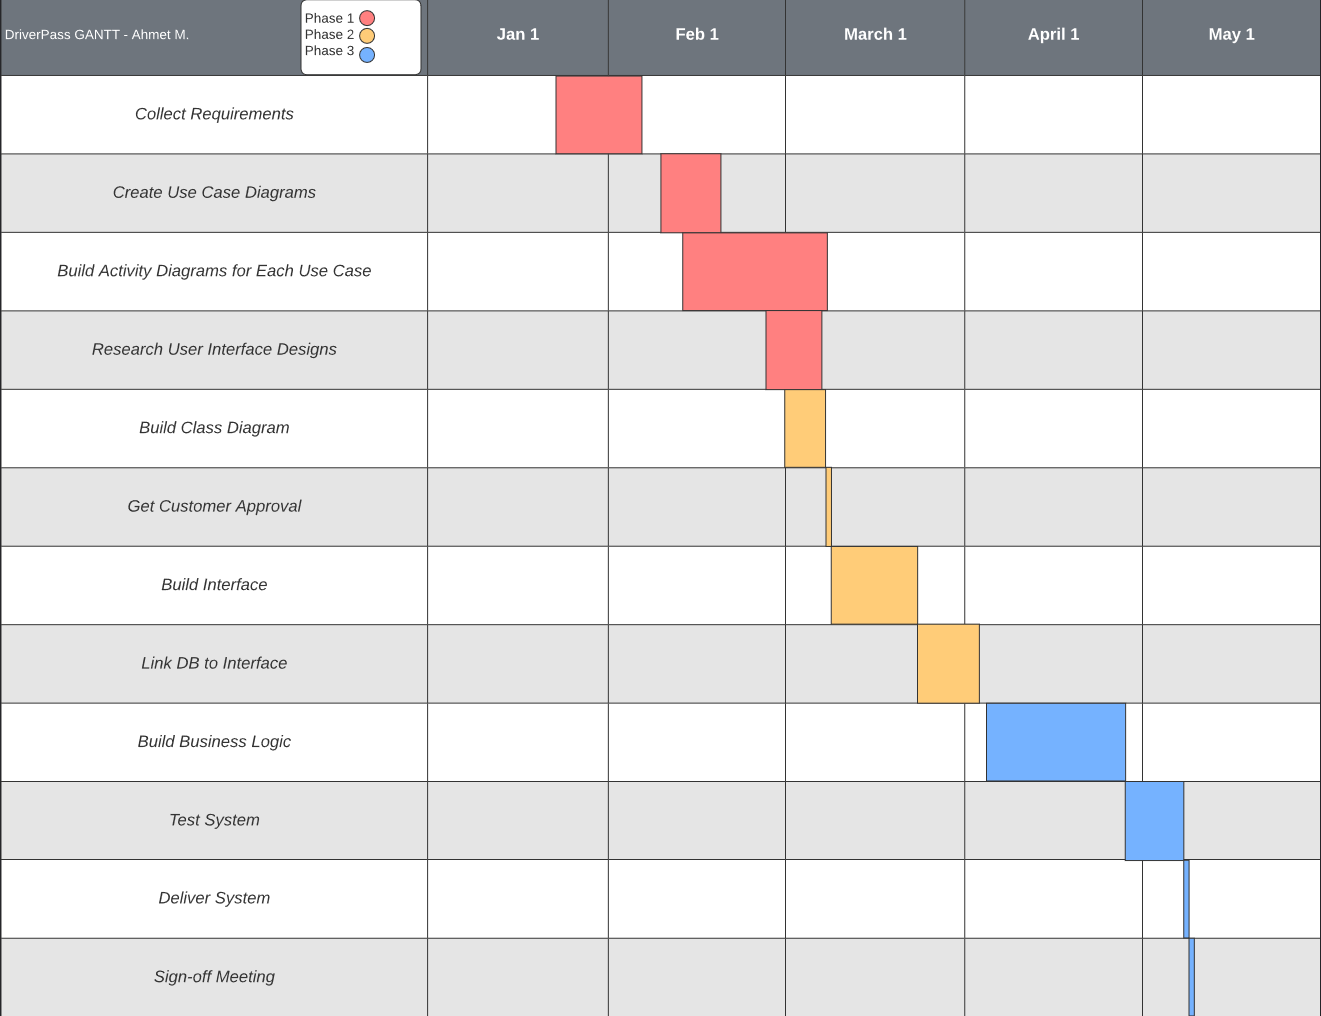 DriverPass GANTT - Ahmet M.
Phase 1
Phase 2
Phase 3
Jan 1
Feb 1
March 1
April 1
May 1
Collect Requirements
Create Use Case Diagrams
Build Activity Diagrams for Each Use Case
Research User Interface Designs
Build Class Diagram
Get Customer Approval
Build Interface
Link DB to Interface
Build Business Logic
Test System
Deliver System
Sign-off Meeting